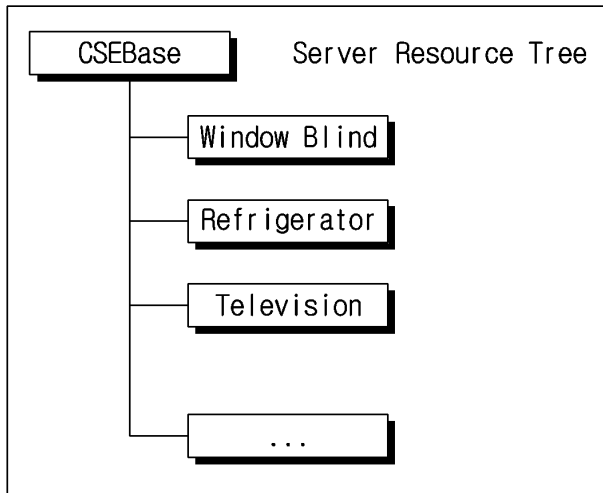 CSEBase
Server Resource Tree
Window Blind
Refrigerator
Television
...